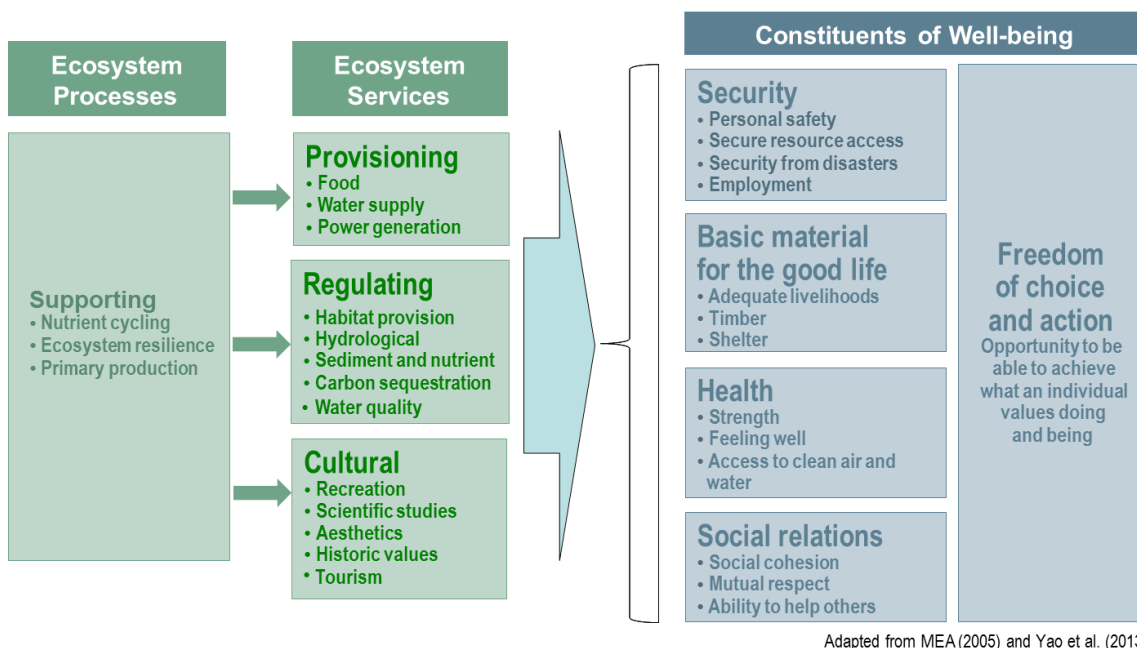 Ecosystem
Processes
Supporting
• Nutrient cycling
• Ecosystem resilience
• Primary production
Ecosystem
Services
Provisioning
• Food
• Water supply
• Power generation
Regulating
• Habitat provision
• Hydrological
• Sediment and nutrient
• Carbon sequestration
• Water quality
Cultural
• Recreation
• Scientific studies
• Aesthetics
• Historic values
• Tourism
Constituents of Well-being
Security
• Personal safety
• Secure resource access
• Security from disasters
• Employment
Basic material
for the good life
• Adequate livelihoods
• Timber
• Shelter
Health
• Strength
• Feeling well
• Access to clean air and
water
Social relations
• Social cohesion
• Mutual respect
• Ability to help others
Freedom
of choice
and action
Opportunity to be
able to achieve
what an individual
values doing
and being
Adapted from MEA (2005) and Yao et al. (2013